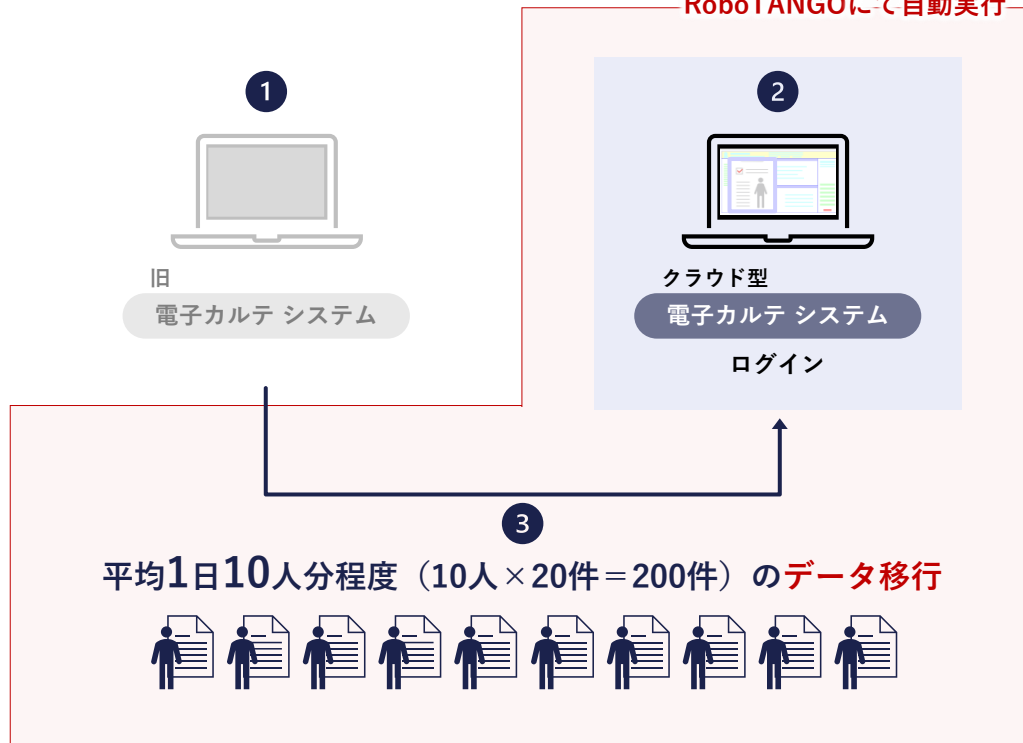 RoboTANGOにて自動実行
1
2
旧
電子カルテ システム
クラウド型
電子カルテ システム
ログイン
3
平均1日10人分程度（10人×20件＝200件）のデータ移行